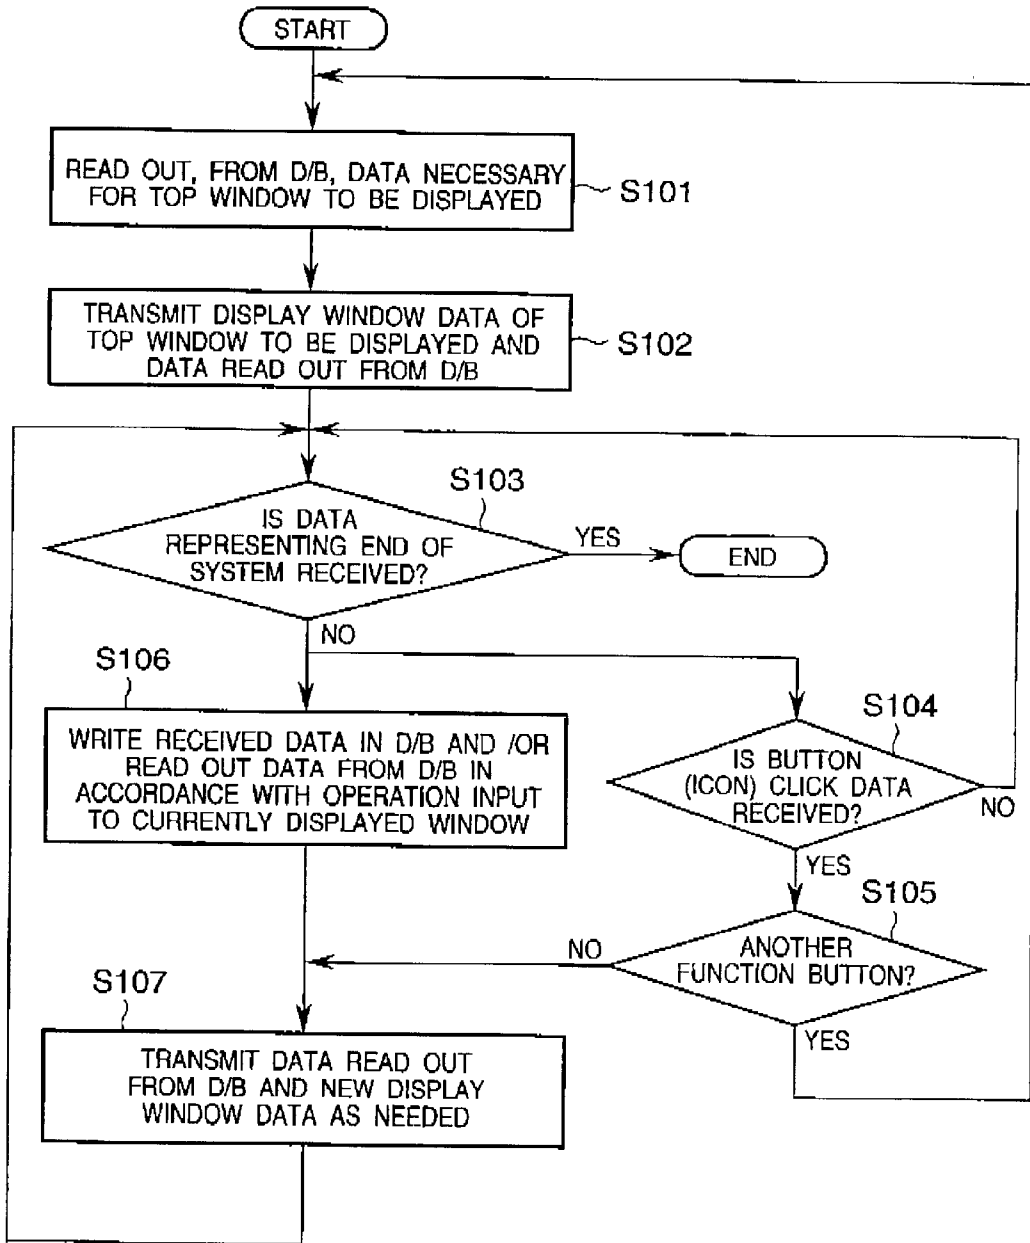 START
READ OUT, FROM D/B, DATA NECESSARY
FOR TOP WINDOW TO BE DISPLAYED
S101
TRANSMIT DISPLAY WINDOW DATA OF
TOP WINDOW TO BE DISPLAYED AND
DATA READ OUT FROM D/B
S102
S103
IS DATA
REPRESENTING END OF
SYSTEM RECEIVED?
YES
END
NO
S106
WRITE RECEIVED DATA IN D/B AND /OR
READ OUT DATA FROM D/B IN
ACCORDANCE WITH OPERATION INPUT
TO CURRENTLY DISPLAYED WINDOW
S104
IS BUTTON
(ICON) CLICK DATA
RECEIVED?
NO
YES
S105
ANOTHER
FUNCTION BUTTON?
NO
YES
S107
TRANSMIT DATA READ OUT
FROM D/B AND NEW DISPLAY
WINDOW DATA AS NEEDED